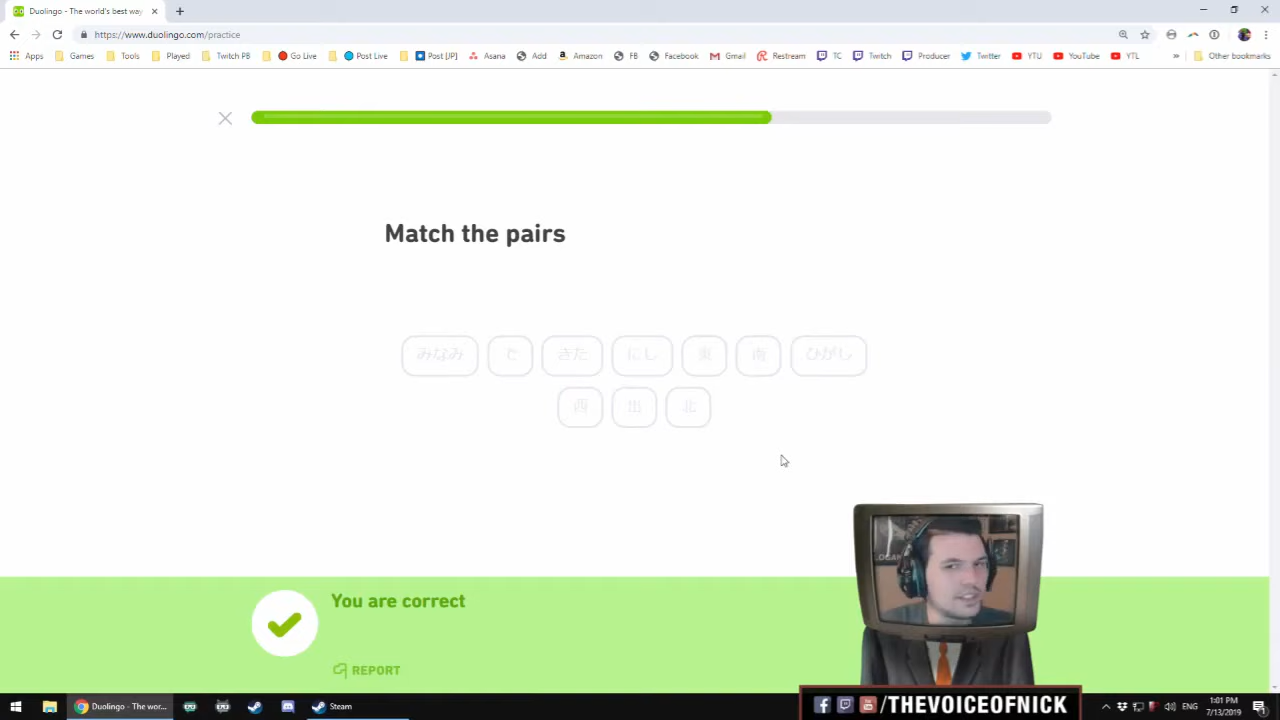 Duolingo - The world's best way
https://www.duolingo.com/practice
Apps Games Tools Played Twitch PB Go Live Post Live Post [JP] Asana Add Amazon FB Facebook Gmail Restream TC Twitch Producer Twitter YTU YouTube YTL » Other bookmarks
Match the pairs
みなみ で きた にし 東 南 ひがし
西 出 北
You are correct
REPORT
/THEVOICEOFNICK
Duolingo - The wor... Steam ENG 1:01 PM
7/13/2019